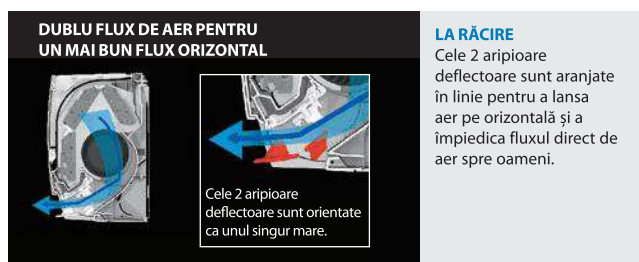 DUBLU FLUX DE AER PENTRU
UN MAI BUN FLUX ORIZONTAL
Cele 2 aripioare
deflectoare sunt orientate
ca unul singur mare.
LA RĂCIRE
Cele 2 aripioare
deflectoare sunt aranjate
în linie pentru a lansa
aer pe orizontală și a
împiedica fluxul direct de
aer spre oameni.